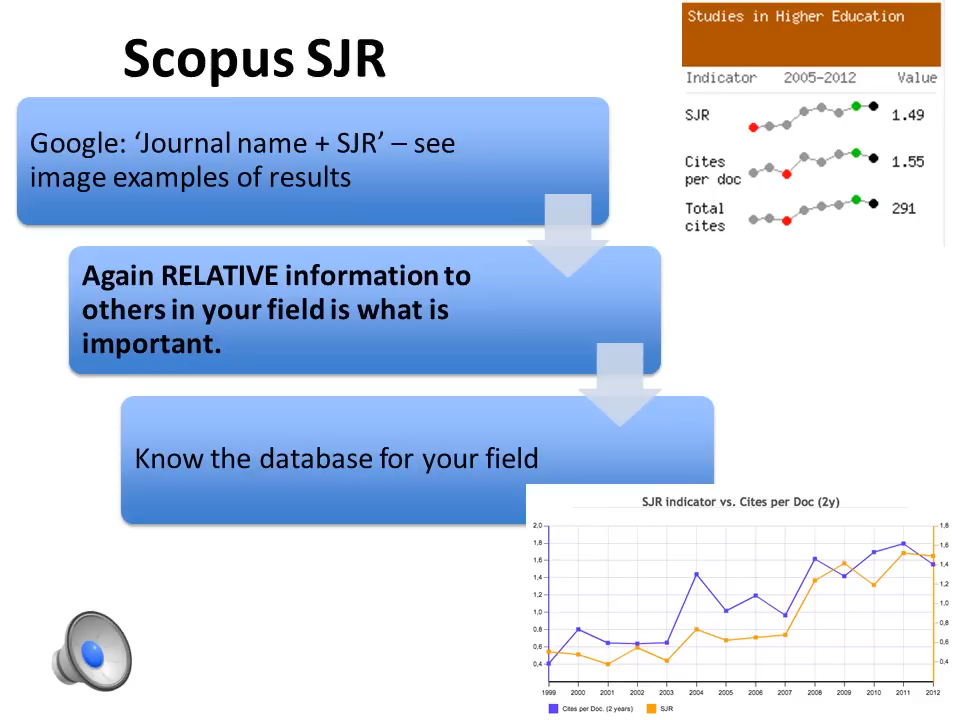 Scopus SJR
Google: ‘Journal name + SJR’ – see
image examples of results
Again RELATIVE information to
others in your field is what is
important.
Know the database for your field
Studies in Higher Education
Indicator 2005-2012 Value
SJR 1.49
Cites
per doc 1.55
Total
cites 291
SJR indicator vs. Cites per Doc (2y)
2,0 1,8
1,8 1,6
1,6 1,4
1,4 1,2
1,2 1,0
1,0 0,8
0,8 0,6
0,6 0,4
0,4
1999 2000 2001 2002 2003 2004 2005 2006 2007 2008 2009 2010 2011 2012
Cites per Doc. (2 years) SJR